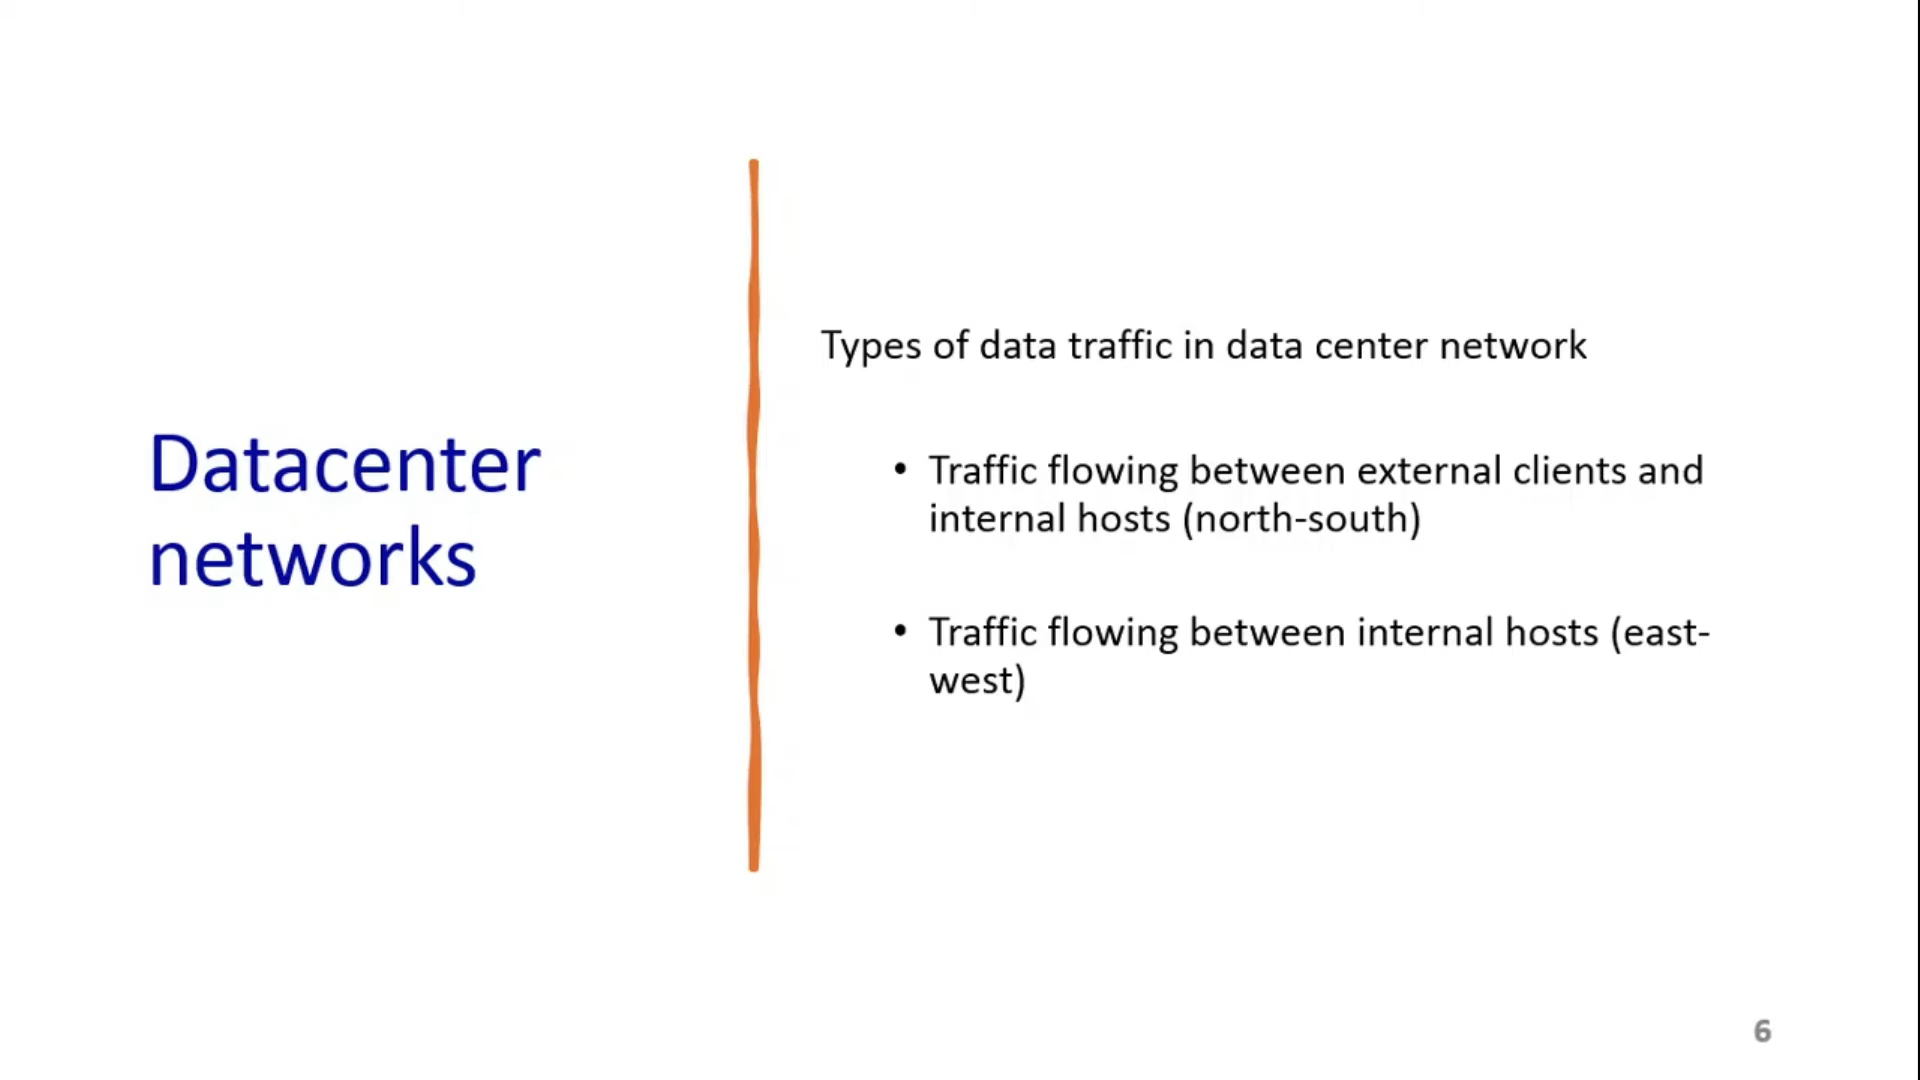 Datacenter
networks
Types of data traffic in data center network
• Traffic flowing between external clients and
internal hosts (north-south)
• Traffic flowing between internal hosts (east-
west)
6